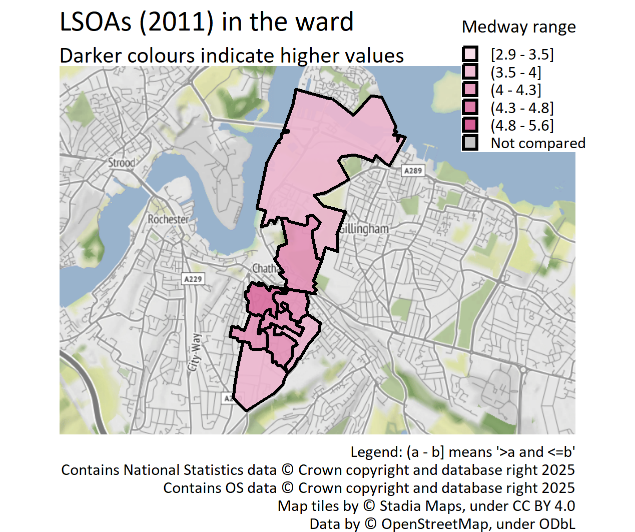 LSOAs (2011) in the ward
Darker colours indicate higher values
Medway range
[2.9 - 3.5]
(3.5 - 4]
(4 - 4.3]
(4.3 - 4.8]
(4.8 - 5.6]
Not compared
Strood
A289
Rochester
illingham
Chatha
A229
City Way
Legend: (a - b] means '>a and <=b'
Contains National Statistics data © Crown copyright and database right 2025
Contains OS data © Crown copyright and database right 2025
Map tiles by © Stadia Maps, under CC BY 4.0
Data by © OpenStreetMap, under ODbL